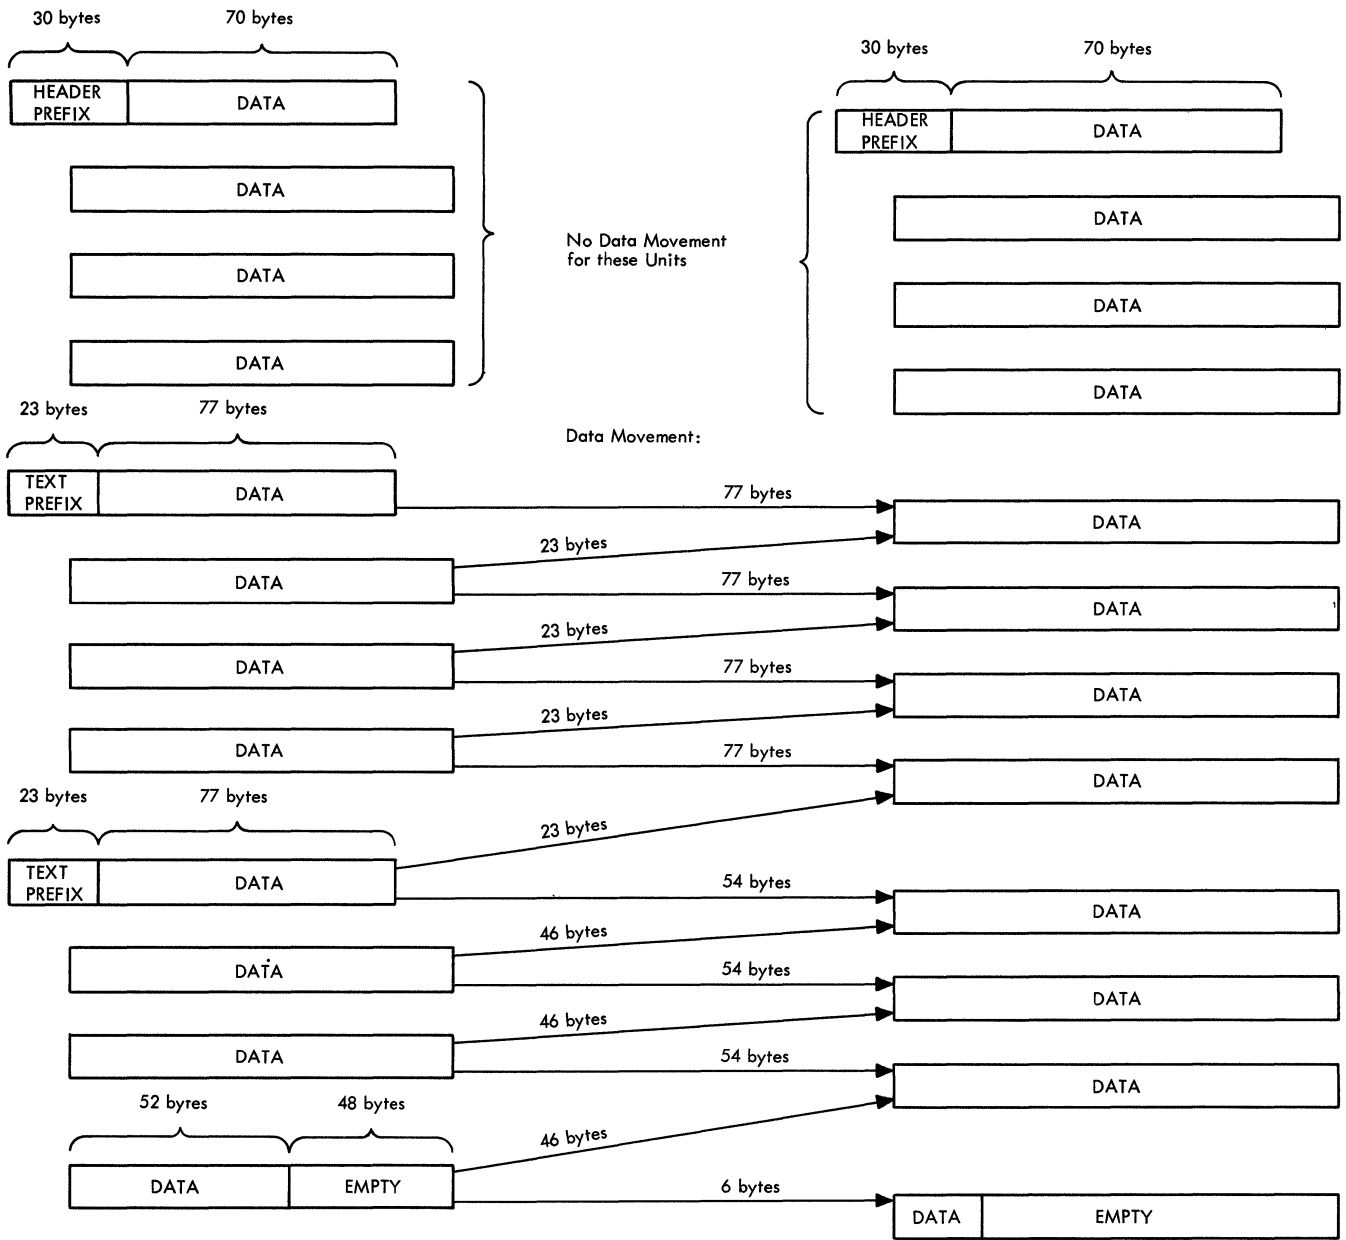 30 bytes 70 bytes
30 bytes 70 bytes
HEADER
PREFIX
DATA
HEADER
PREFIX
DATA
DATA
DATA
No Data Movement
for these Units
DATA
DATA
DATA
DATA
23 bytes 77 bytes
Data Movement:
TEXT
PREFIX
DATA
77 bytes
DATA
23 bytes
DATA
77 bytes
DATA
23 bytes
DATA
77 bytes
DATA
23 bytes
DATA
77 bytes
DATA
23 bytes 77 bytes
23 bytes
TEXT
PREFIX
DATA
54 bytes
DATA
46 bytes
DATA
54 bytes
DATA
46 bytes
DATA
54 bytes
DATA
52 byres 48 bytes
46 bytes
DATA EMPTY
6 bytes
DATA EMPTY